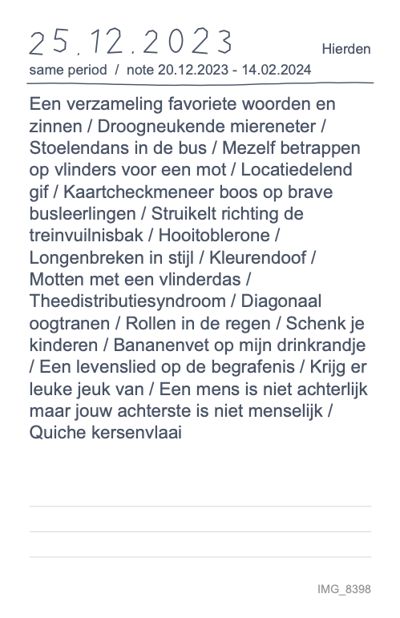 25.12.2023
Hierden
same period / note 20.12.2023 - 14.02.2024
Een verzameling favoriete woorden en
zinnen / Droogneukende miereneter /
Stoelendans in de bus / Mezelf betrappen
op vlinders voor een mot / Locatiedelend
gif / Kaartcheckmeneer boos op brave
busleerlingen / Struikelt richting de
treinvuilnisbak / Hooitoblerone /
Longenbreken in stijl / Kleurendoof /
Motten met een vlinderdas /
Theedistributiesyndroom / Diagonaal
oogtranen / Rollen in de regen / Schenk je
kinderen / Bananenvet op mijn drinkrandje
/ Een levenslied op de begrafenis / Krijg er
leuke jeuk van / Een mens is niet achterlijk
maar jouw achterste is niet menselijk /
Quiche kersenvlaai
IMG_8398